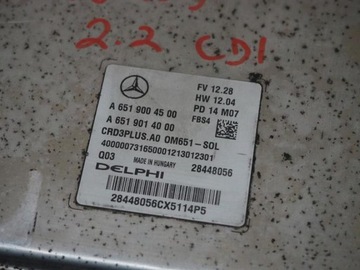 2.2 CDI
FV 12.28
HW 12.04
A 651 900 45 00
PD 14 M07
FBS4
A 651 901 40 00
CRD3PLUS.A0 OM651-SOL
400000731650001213012301
Q03
MADE IN HUNGARY
28448056
DELPHI
28448056CX5114P5